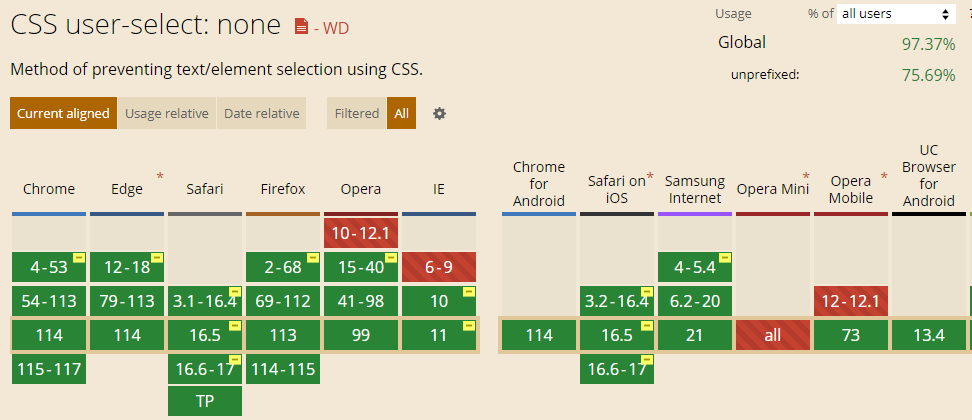 CSS user-select: none - WD
Usage % of all users
Global 97.37%
unprefixed: 75.69%
Method of preventing text/element selection using CSS.
Current aligned Usage relative Date relative Filtered All
Chrome Edge * Safari Firefox Opera IE
Chrome for Android Safari on iOS * Samsung Internet Opera Mini * Opera Mobile * UC Browser for Android
10-12.1
4-53 12-18 2-68 15-40 6-9 4-5.4
54-113 79-113 3.1-16.4 69-112 41-98 10 3.2-16.4 6.2-20 12-12.1
114 114 16.5 113 99 11 114 16.5 21 all 73 13.4
115-117 16.6-17 114-115 16.6-17
TP